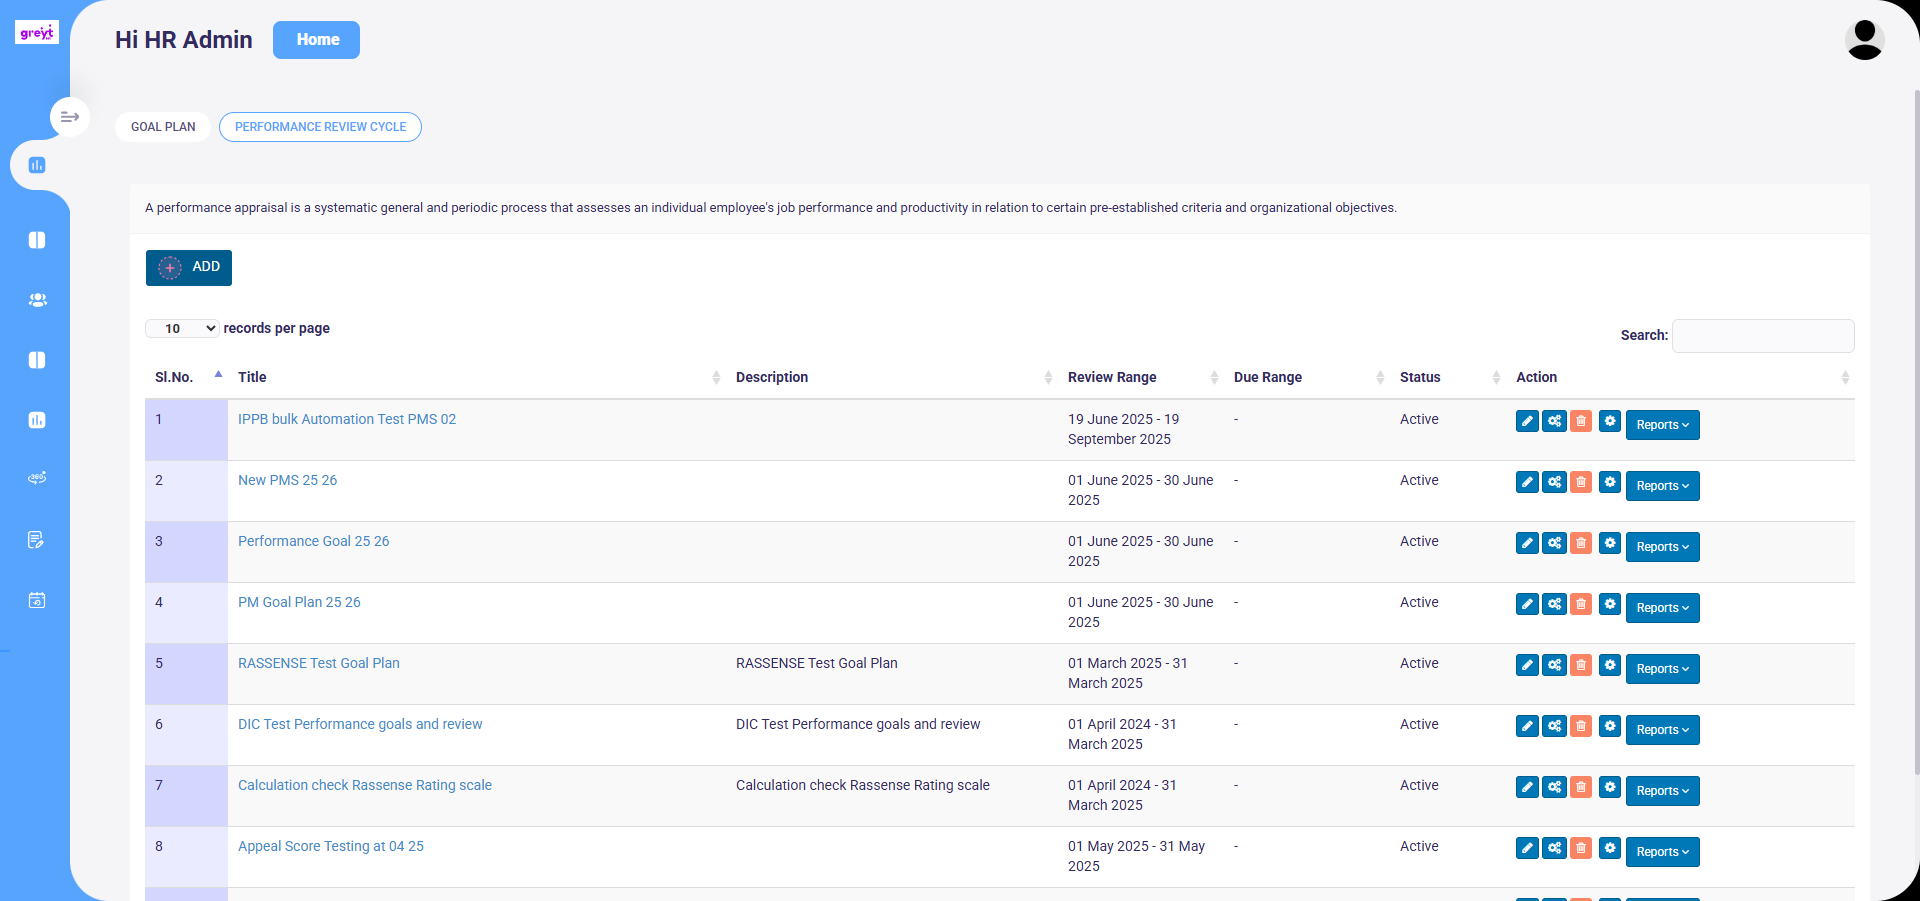 greyt
Hi HR Admin
Home
GOAL PLAN
PERFORMANCE REVIEW CYCLE
A performance appraisal is a systematic general and periodic process that assesses an individual employee's job performance and productivity in relation to certain pre-established criteria and organizational objectives.
ADD
10 records per page
Search:
Sl.No. Title Description Review Range Due Range Status Action
1 IPPB bulk Automation Test PMS 02 19 June 2025 - 19 - Active Reports
September 2025
2 New PMS 25 26 01 June 2025 - 30 June - Active Reports
2025
3 Performance Goal 25 26 01 June 2025 - 30 June - Active Reports
2025
4 PM Goal Plan 25 26 01 June 2025 - 30 June - Active Reports
2025
5 RASSENSE Test Goal Plan RASSENSE Test Goal Plan 01 March 2025 - 31 - Active Reports
March 2025
6 DIC Test Performance goals and review DIC Test Performance goals and review 01 April 2024 - 31 - Active Reports
March 2025
7 Calculation check Rassense Rating scale Calculation check Rassense Rating scale 01 April 2024 - 31 - Active Reports
March 2025
8 Appeal Score Testing at 04 25 01 May 2025 - 31 May - Active Reports
2025
360